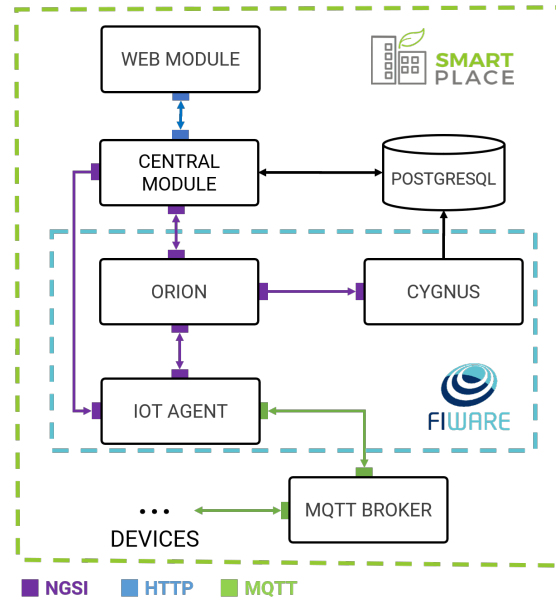 WEB MODULE
SMART
PLACE
CENTRAL
MODULE
POSTGRESQL
ORION
CYGNUS
IOT AGENT
FIWARE
MQTT BROKER
...
DEVICES
NGSI
HTTP
MQTT